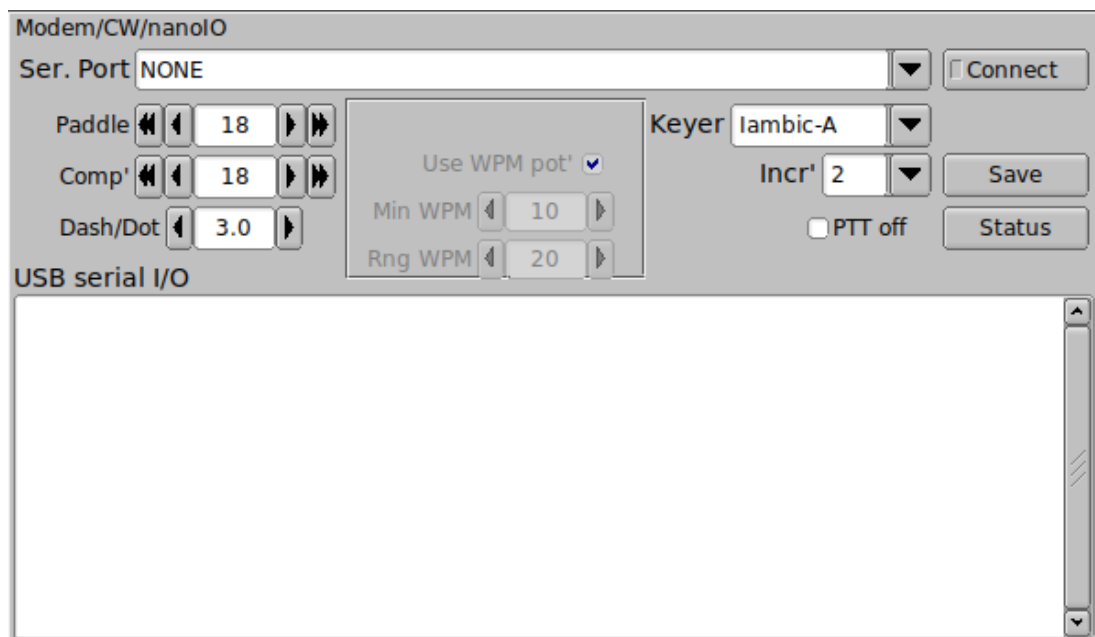 Modem/CW/nanoIO
Ser. Port NONE Connect
Paddle 18 Keyer Iambic-A
Use WPM pot'
Comp' 18 Incr' 2 Save
Min WPM 10
Dash/Dot 3.0 PTT off Status
Rng WPM 20
USB serial I/O